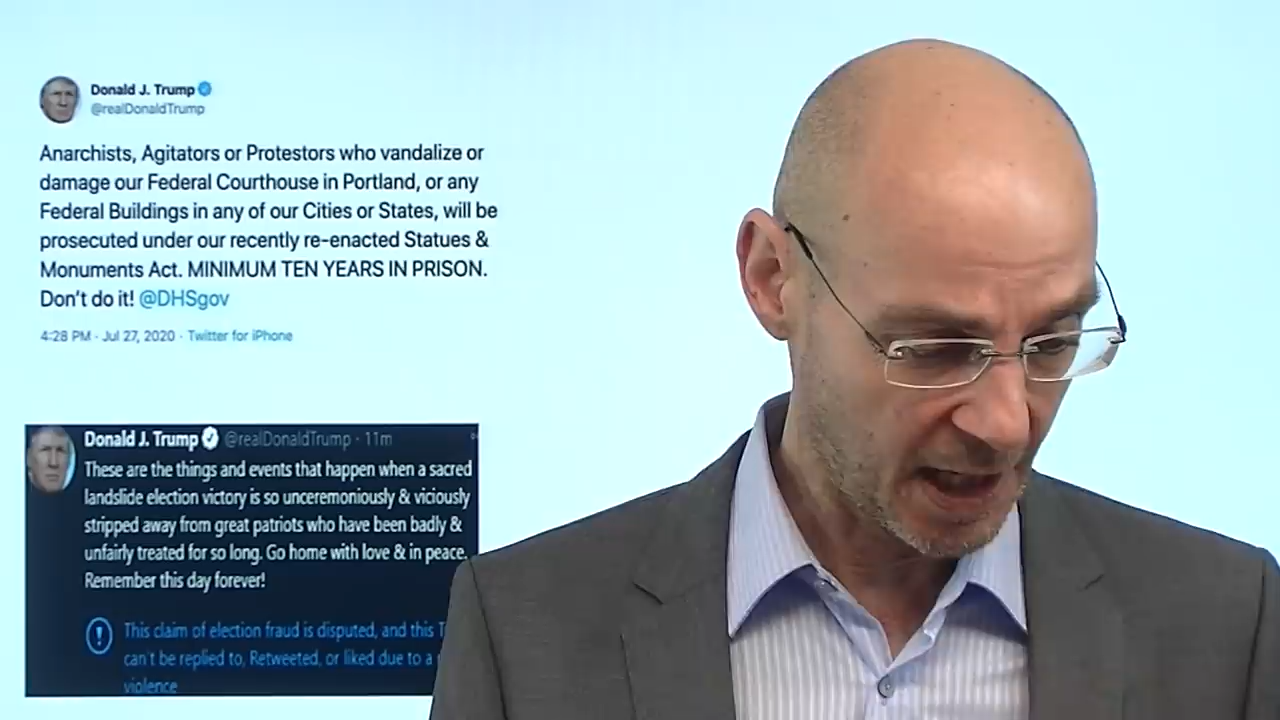 Donald J. Trump
@realDonaldTrump
Anarchists, Agitators or Protestors who vandalize or
damage our Federal Courthouse in Portland, or any
Federal Buildings in any of our Cities or States, will be
prosecuted under our recently re-enacted Statues &
Monuments Act. MINIMUM TEN YEARS IN PRISON.
Don't do it! @DHSgov
4:28 PM · Jul 27, 2020 · Twitter for iPhone
Donald J. Trump @realDonaldTrump · 11m
These are the things and events that happen when a sacred
landslide election victory is so unceremoniously & viciously
stripped away from great patriots who have been badly &
unfairly treated for so long. Go home with love & in peace.
Remember this day forever!
This claim of election fraud is disputed, and this T
can't be replied to, Retweeted, or liked due to a
violence